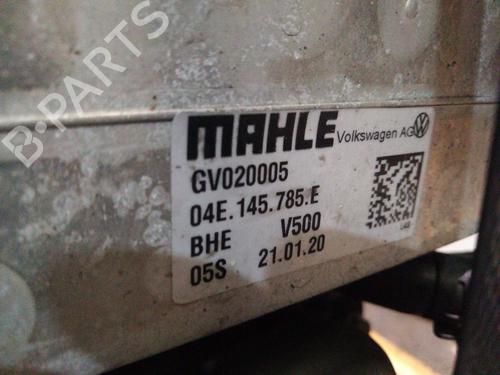 B-PARTS
MAHLE Volkswagen AG
GV020005
04E.145.785.E
BHE V500
05S 21.01.20